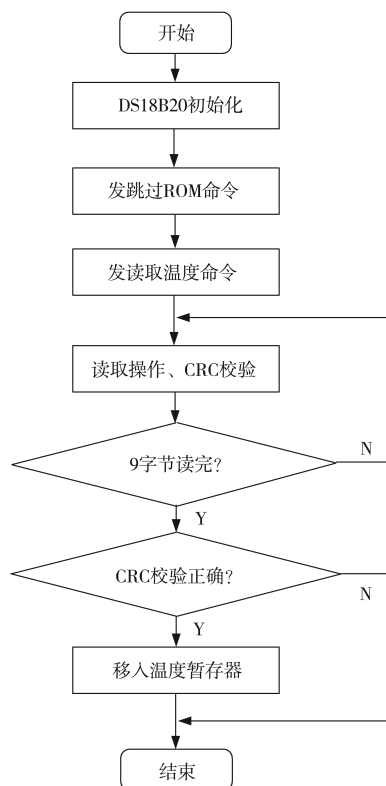 开始
DS18B20初始化
发跳过ROM命令
发读取温度命令
读取操作、CRC校验
9字节读完?
N
Y
CRC校验正确?
N
Y
移入温度暂存器
结束